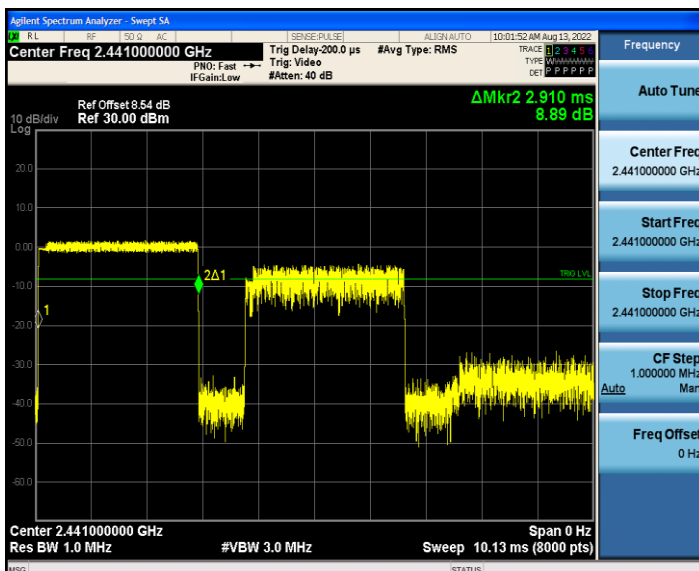 Agilent Spectrum Analyzer - Swept SA
RL RF 50 Ω AC SENSE:PULSE ALIGN AUTO 10:01:52 AM Aug 13, 2022
Center Freq 2.441000000 GHz
PNO: Fast
IFGain:Low
Trig Delay-200.0 µs
Trig: Video
#Atten: 40 dB
#Avg Type: RMS
TRACE 1 2 3 4 5 6
TYPE
DET P P P P P P
Frequency
ΔMkr2 2.910 ms
8.89 dB
Ref Offset 8.54 dB
10 dB/div Ref 30.00 dBm
Log
20.0
10.0
0.00
-10.0
-20.0
-30.0
-40.0
-50.0
-60.0
2Δ1
1
TRIG LVL
Auto Tune
Center Freq
2.441000000 GHz
Start Freq
2.441000000 GHz
Stop Freq
2.441000000 GHz
CF Step
1.000000 MHz
Auto Man
Freq Offset
0 Hz
Center 2.441000000 GHz Span 0 Hz
Res BW 1.0 MHz #VBW 3.0 MHz Sweep 10.13 ms (8000 pts)
MSG STATUS